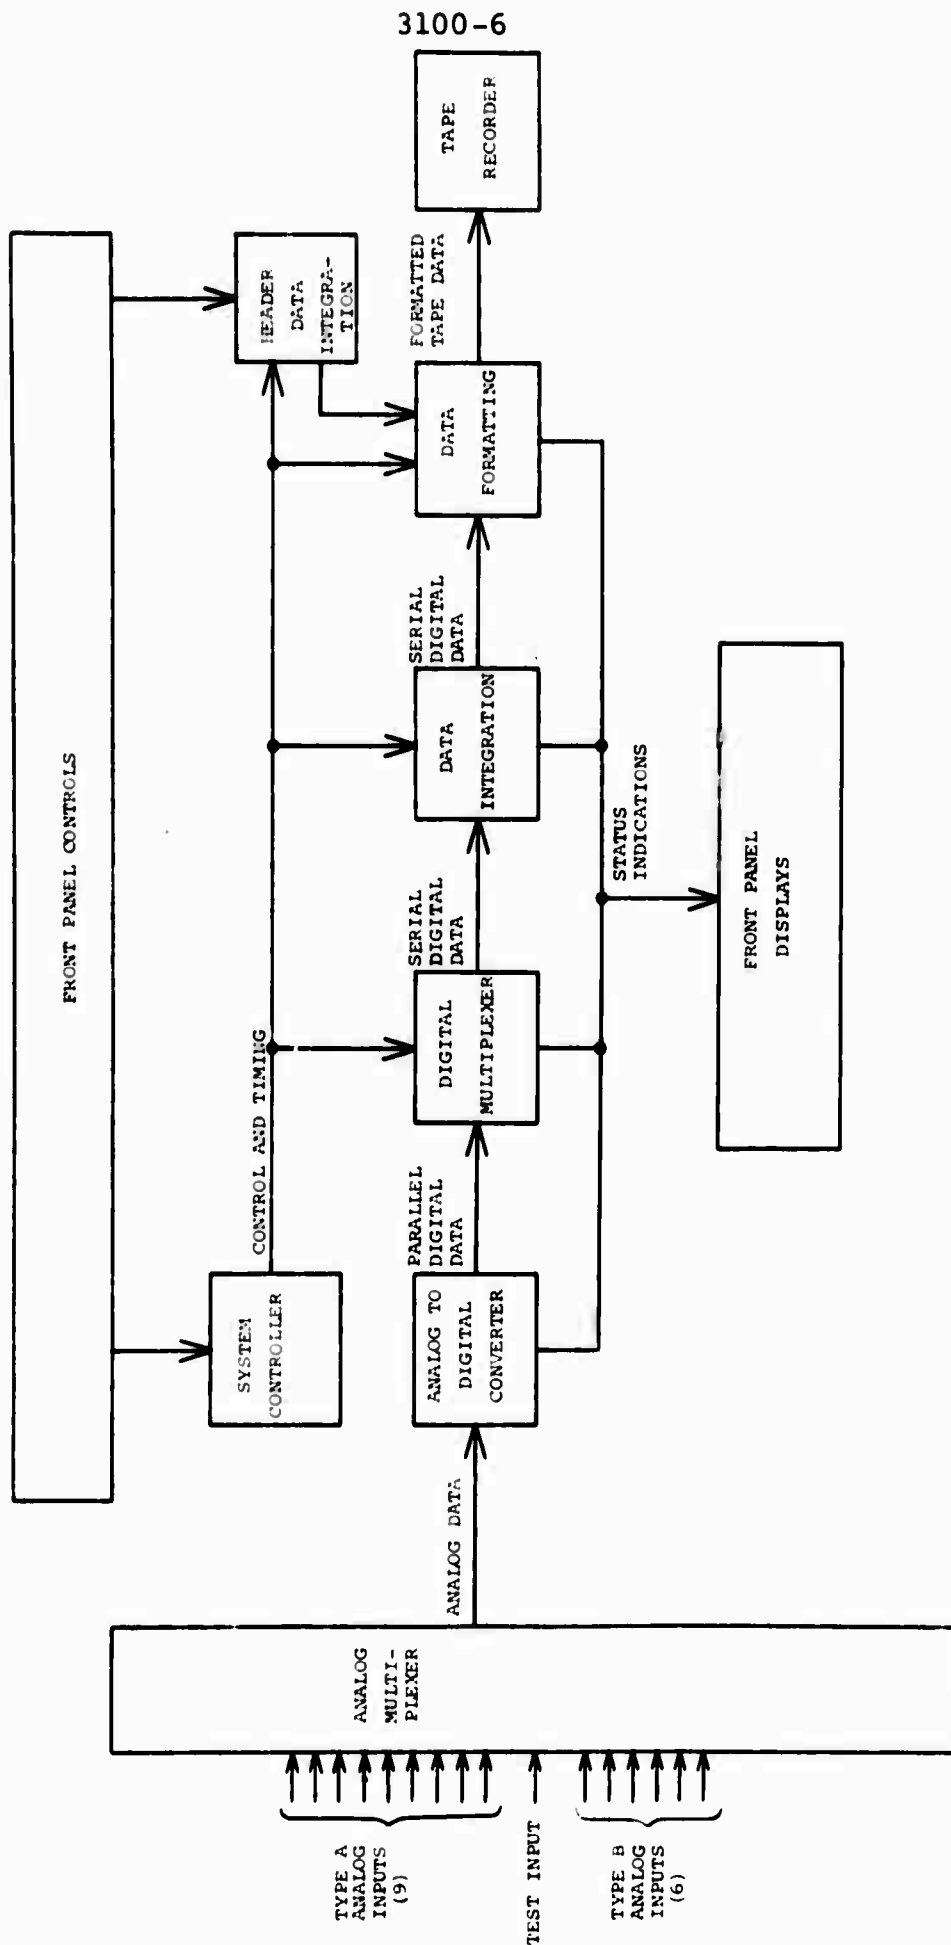 3100-6
FRONT PANEL CONTROLS
SYSTEM
CONTROLLER
CONTROL AND TIMING
HEADER
DATA
INTEGRA-
TION
TYPE A
ANALOG
INPUTS
(9)
TEST INPUT
TYPE B
ANALOG
INPUTS
(6)
ANALOG
MULTI-
PLEXER
ANALOG DATA
ANALOG TO
DIGITAL
CONVERTER
PARALLEL
DIGITAL
DATA
DIGITAL
MULTIPLEXER
SERIAL
DIGITAL
DATA
DATA
INTEGRATION
SERIAL
DIGITAL
DATA
DATA
FORMATTING
FORMATTED
TAPE DATA
TAPE
RECORDER
STATUS
INDICATIONS
FRONT PANEL
DISPLAYS